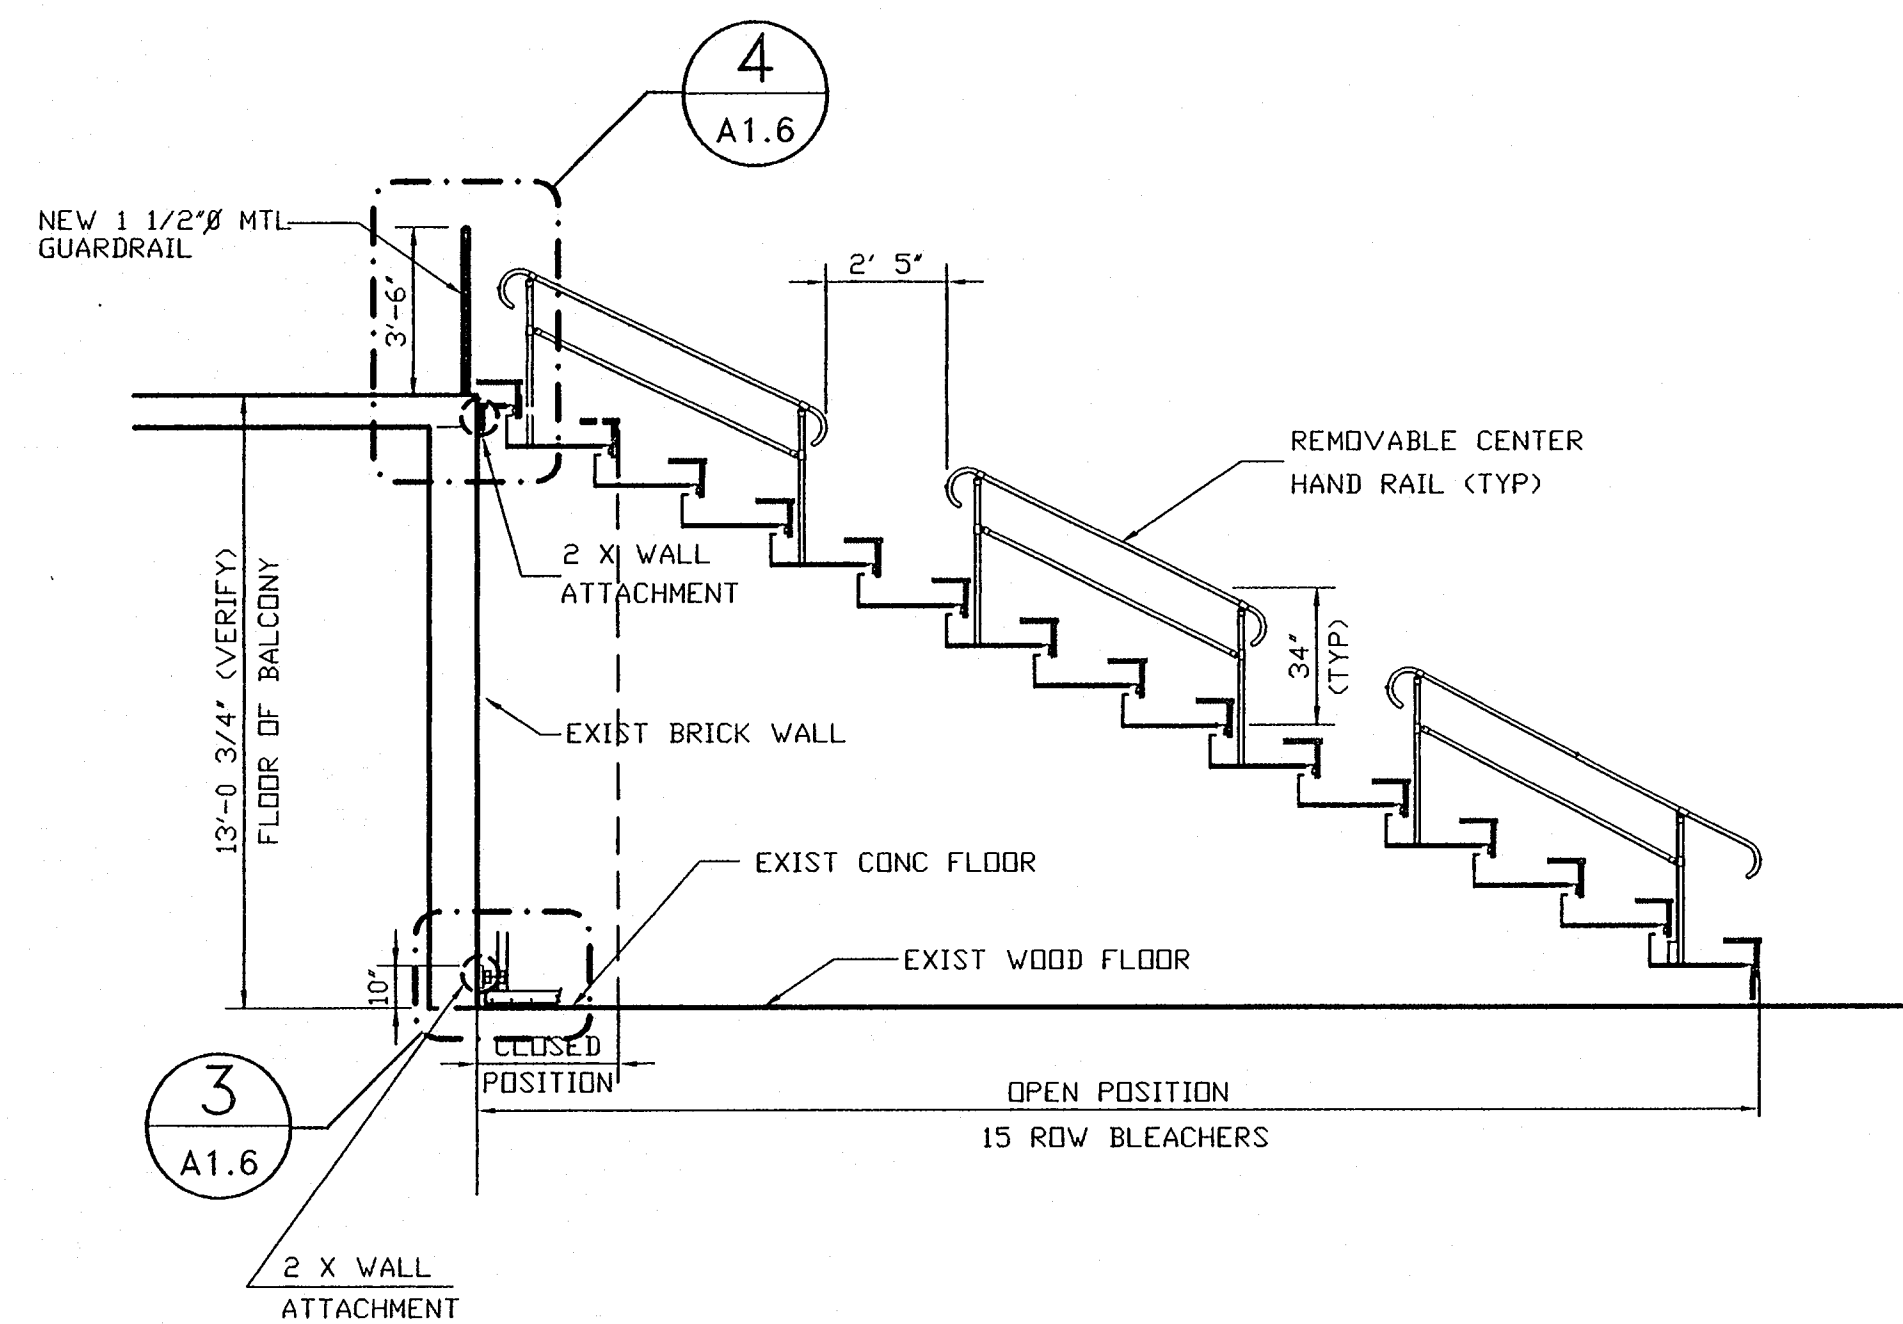 4
A1.6
NEW 1 1/2"Ø MTL
GUARDRAIL
3'-6"
2' 5"
REMOVABLE CENTER
HAND RAIL (TYP)
2 X WALL
ATTACHMENT
34"
(TYP)
13'-0 3/4" (VERIFY)
FLOOR OF BALCONY
EXIST BRICK WALL
EXIST CONC FLOOR
EXIST WOOD FLOOR
10"
CLOSED
POSITION
OPEN POSITION
15 ROW BLEACHERS
3
A1.6
2 X WALL
ATTACHMENT